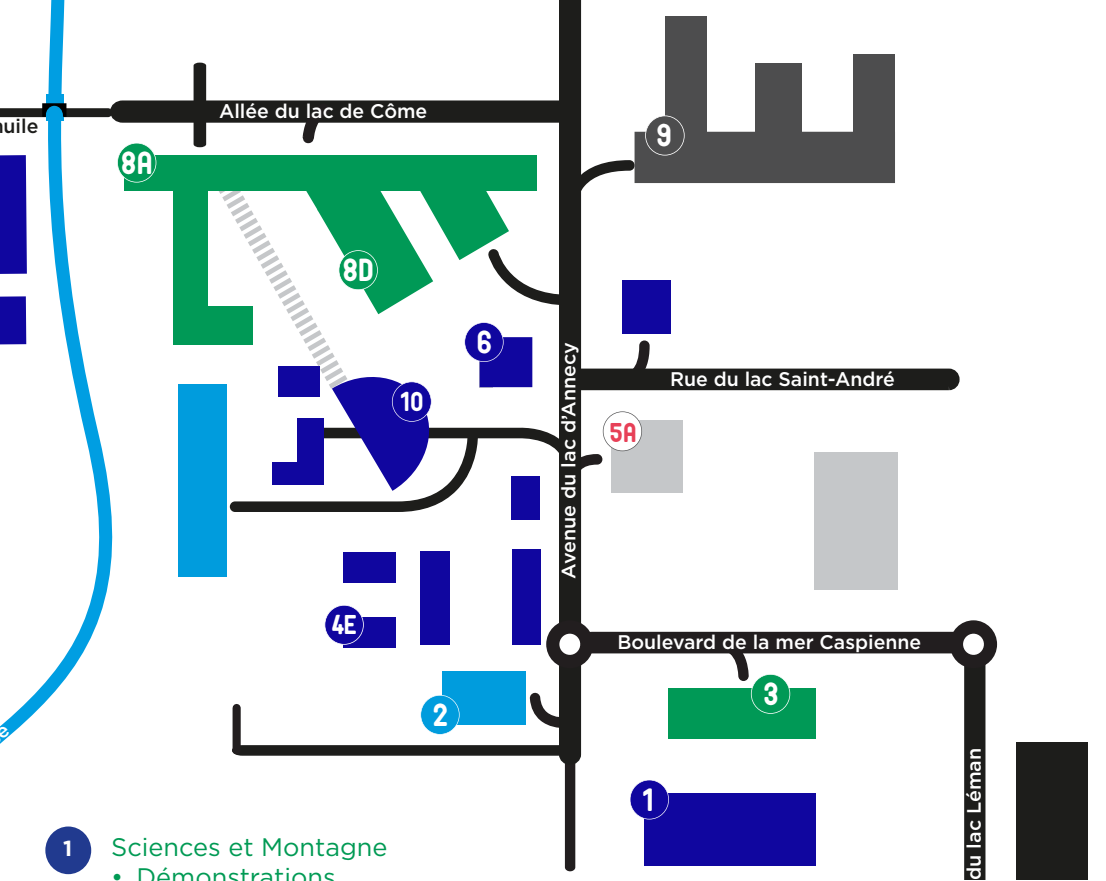 Allée du lac de Côme
9
8A
8D
6
Rue du lac Saint-André
10
5A
Avenue du lac d'Annecy
4E
Boulevard de la mer Caspienne
3
2
1
du lac Léman
1 Sciences et Montagne
• Démonstrations